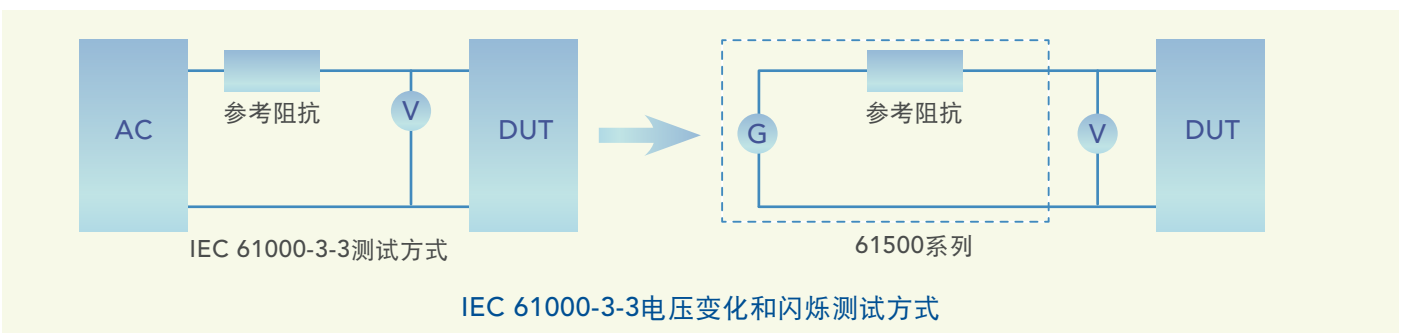 AC
参考阻抗
V
DUT
IEC 61000-3-3测试方式
G
参考阻抗
V
DUT
61500系列
IEC 61000-3-3电压变化和闪烁测试方式